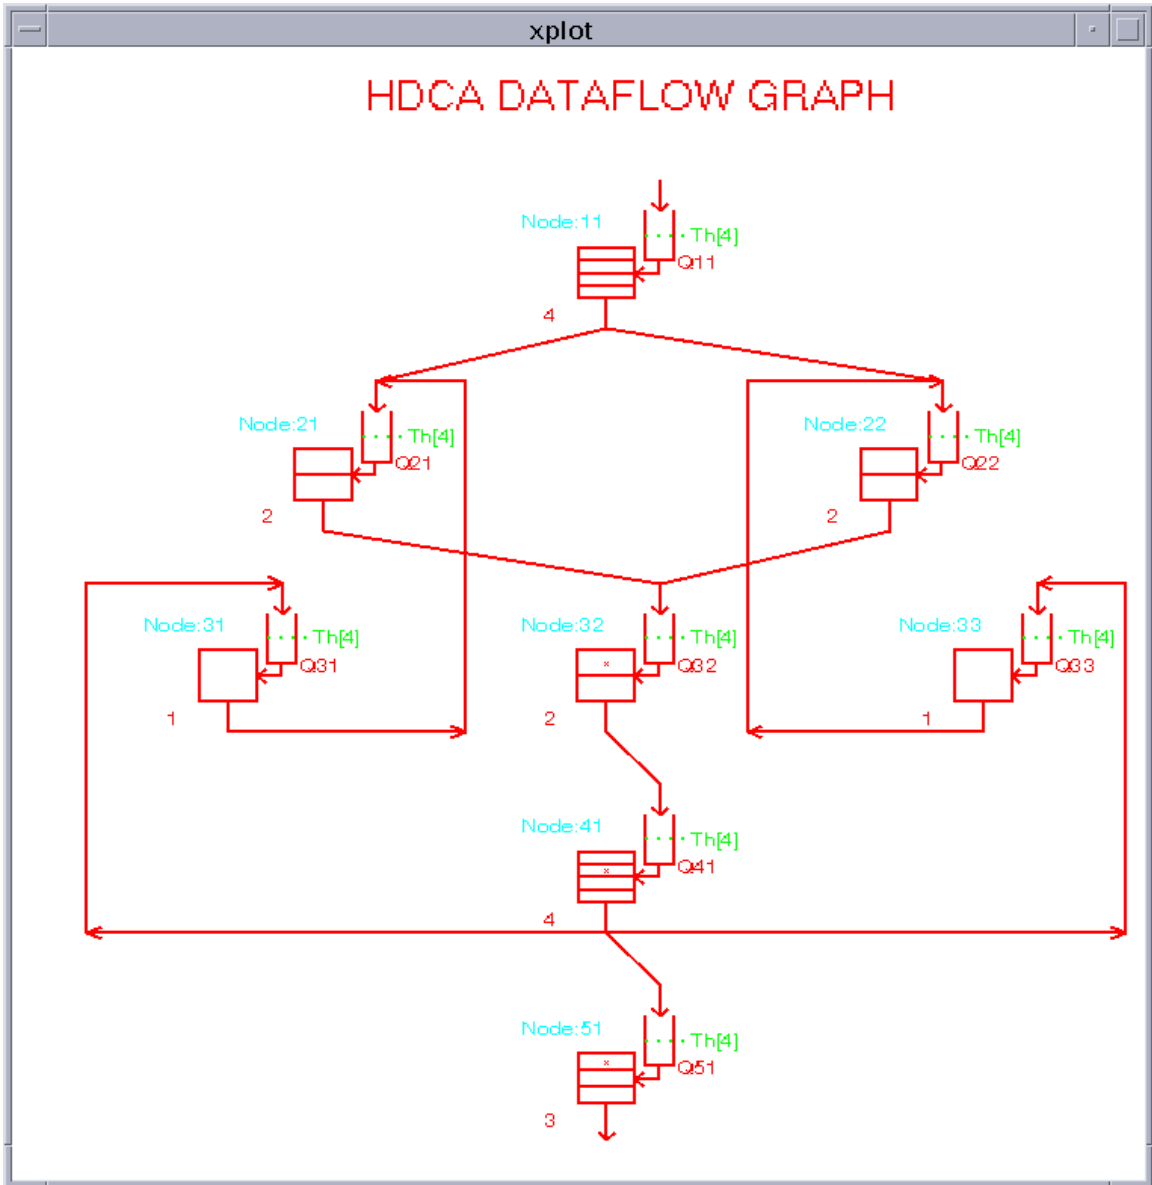 xplot
HDCA DATAFLOW GRAPH
Node:11
Th[4]
Q11
4
Node:21
Th[4]
Q21
2
Node:22
Th[4]
Q22
2
Node:31
Th[4]
Q31
1
Node:32
Th[4]
Q32
x
2
Node:33
Th[4]
Q33
1
Node:41
Th[4]
Q41
x
4
Node:51
Th[4]
Q51
x
3